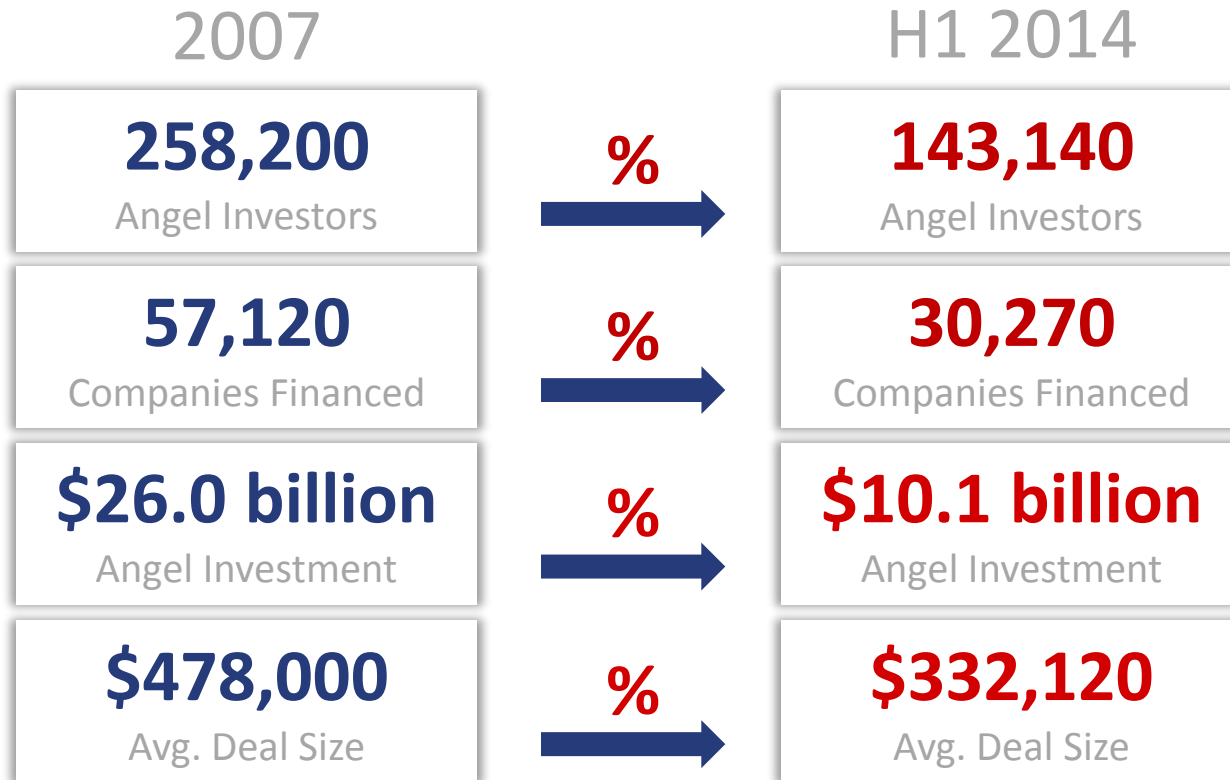 2007
H1 2014
258,200
Angel Investors
%
143,140
Angel Investors
57,120
Companies Financed
%
30,270
Companies Financed
$26.0 billion
Angel Investment
%
$10.1 billion
Angel Investment
$478,000
Avg. Deal Size
%
$332,120
Avg. Deal Size